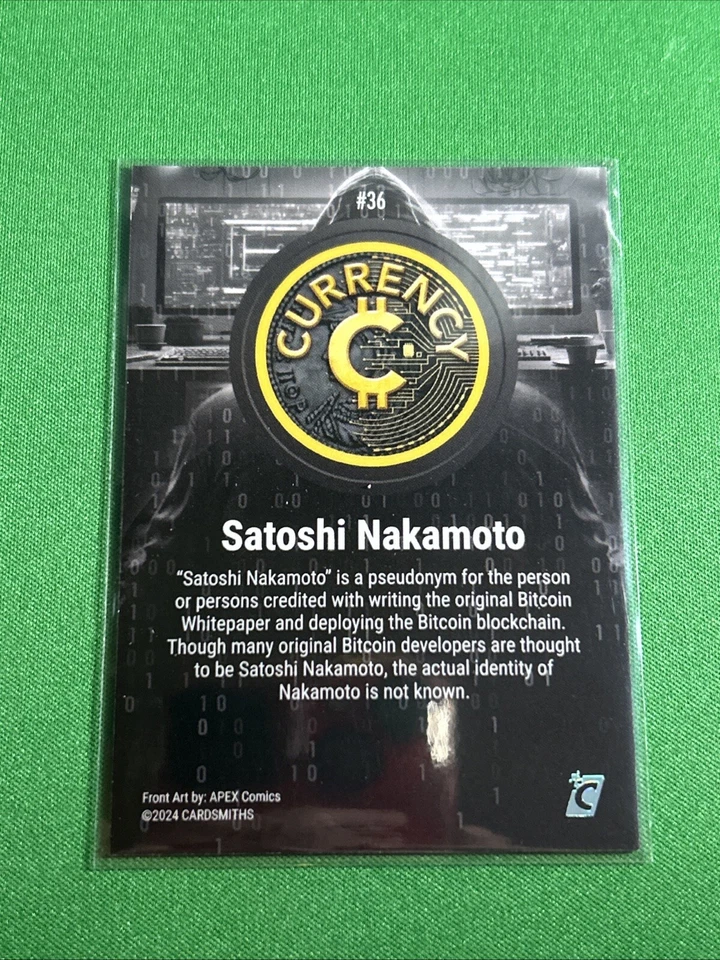 #36
CURRENCY
Satoshi Nakamoto
“Satoshi Nakamoto” is a pseudonym for the person
or persons credited with writing the original Bitcoin
Whitepaper and deploying the Bitcoin blockchain.
Though many original Bitcoin developers are thought
to be Satoshi Nakamoto, the actual identity of
Nakamoto is not known.
Front Art by: APEX Comics
©2024 CARDSMITHS
C